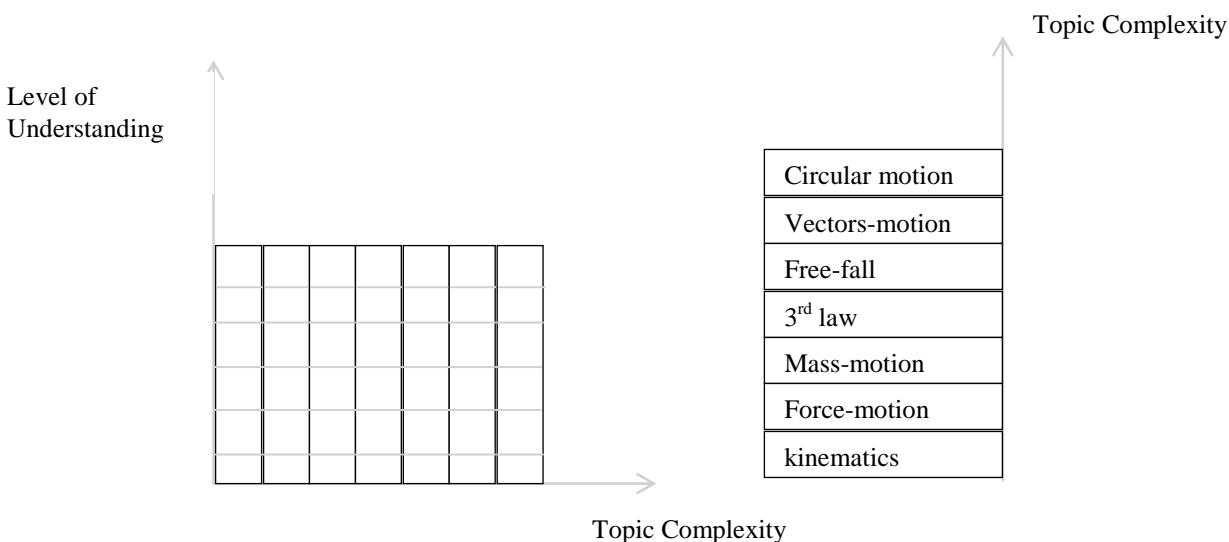 Topic Complexity
Level of
Understanding
Circular motion
Vectors-motion
Free-fall
3rd law
Mass-motion
Force-motion
kinematics
Topic Complexity